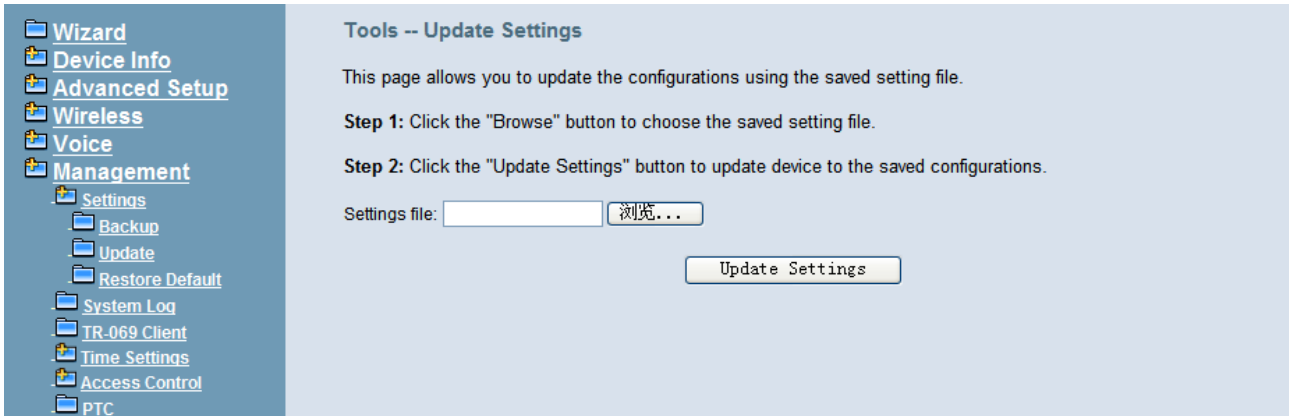 Wizard
Device Info
Advanced Setup
Wireless
Voice
Management
Settings
Backup
Update
Restore Default
System Log
TR-069 Client
Time Settings
Access Control
PTC
Tools -- Update Settings
This page allows you to update the configurations using the saved setting file.
Step 1: Click the "Browse" button to choose the saved setting file.
Step 2: Click the "Update Settings" button to update device to the saved configurations.
Settings file: 浏览...
Update Settings